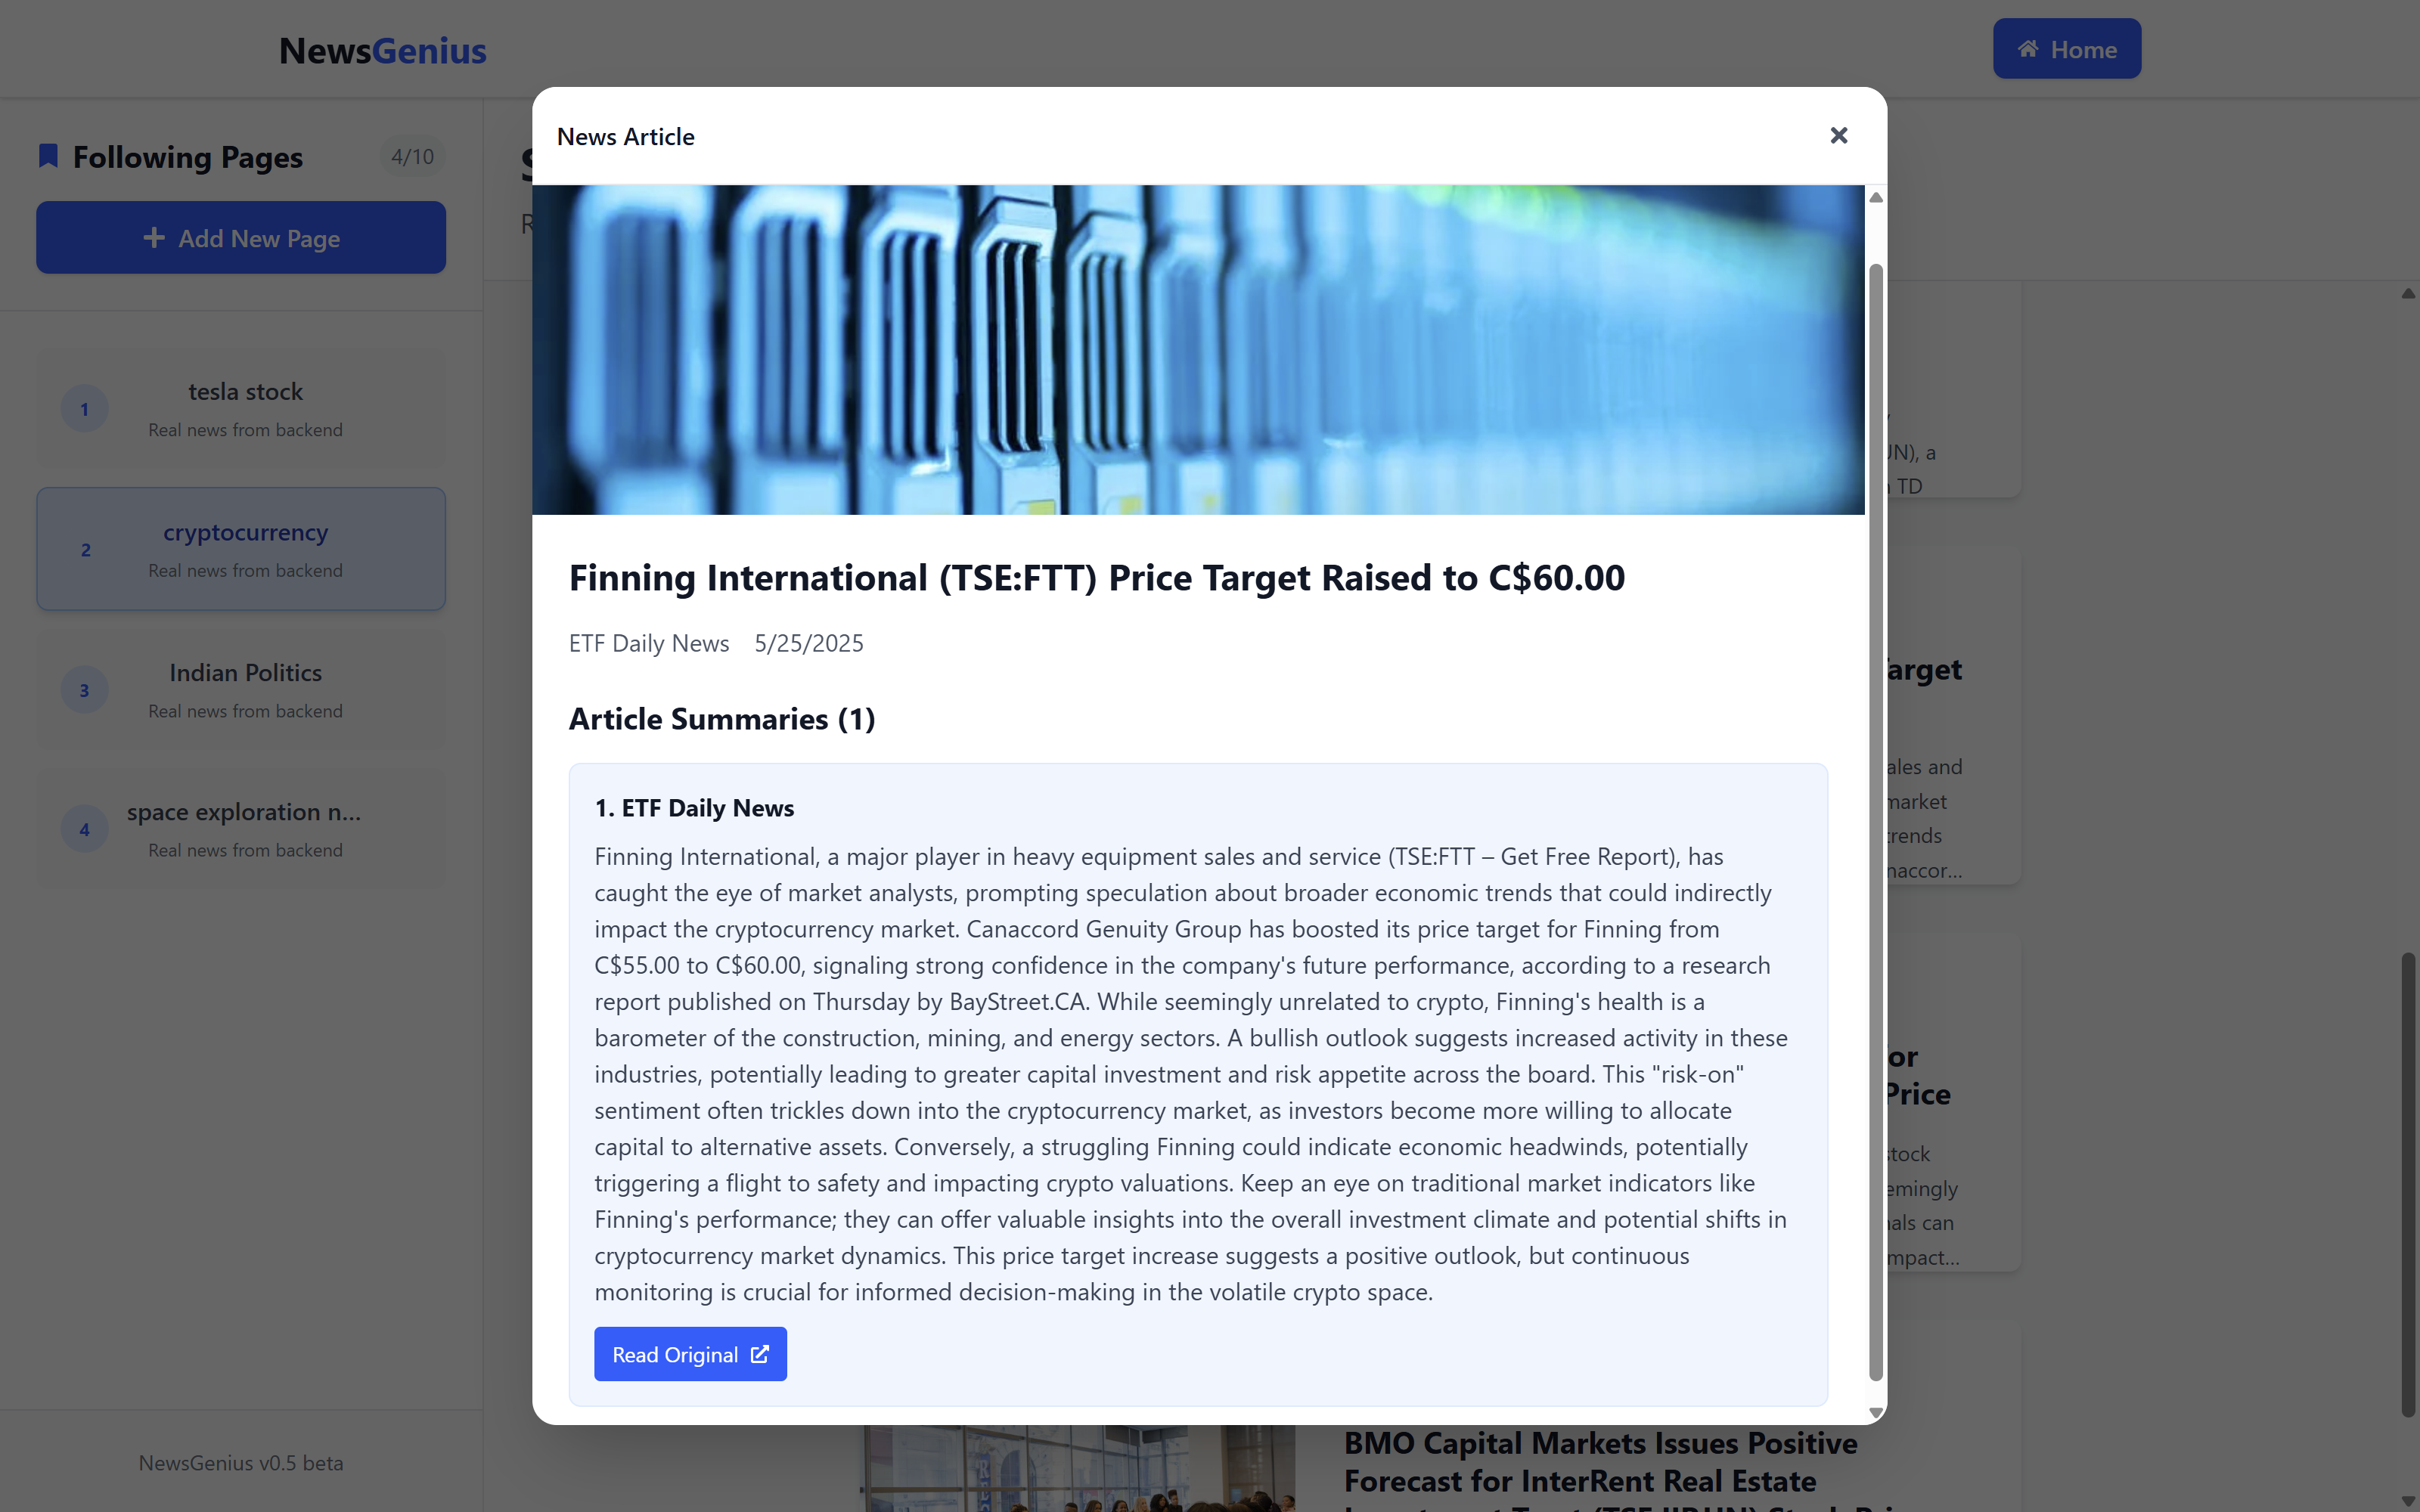 NewsGenius
Home
Following Pages
4/10
Add New Page
1
tesla stock
Real news from backend
2
cryptocurrency
Real news from backend
3
Indian Politics
Real news from backend
4
space exploration n...
Real news from backend
NewsGenius v0.5 beta
News Article
Finning International (TSE:FTT) Price Target Raised to C$60.00
ETF Daily News 5/25/2025
Article Summaries (1)
1. ETF Daily News
Finning International, a major player in heavy equipment sales and service (TSE:FTT – Get Free Report), has
caught the eye of market analysts, prompting speculation about broader economic trends that could indirectly
impact the cryptocurrency market. Canaccord Genuity Group has boosted its price target for Finning from
C$55.00 to C$60.00, signaling strong confidence in the company's future performance, according to a research
report published on Thursday by BayStreet.CA. While seemingly unrelated to crypto, Finning's health is a
barometer of the construction, mining, and energy sectors. A bullish outlook suggests increased activity in these
industries, potentially leading to greater capital investment and risk appetite across the board. This "risk-on"
sentiment often trickles down into the cryptocurrency market, as investors become more willing to allocate
capital to alternative assets. Conversely, a struggling Finning could indicate economic headwinds, potentially
triggering a flight to safety and impacting crypto valuations. Keep an eye on traditional market indicators like
Finning's performance; they can offer valuable insights into the overall investment climate and potential shifts in
cryptocurrency market dynamics. This price target increase suggests a positive outlook, but continuous
monitoring is crucial for informed decision-making in the volatile crypto space.
Read Original
a
TD
and
trends
Price
can
BMO Capital Markets Issues Positive
Forecast for InterRent Real Estate